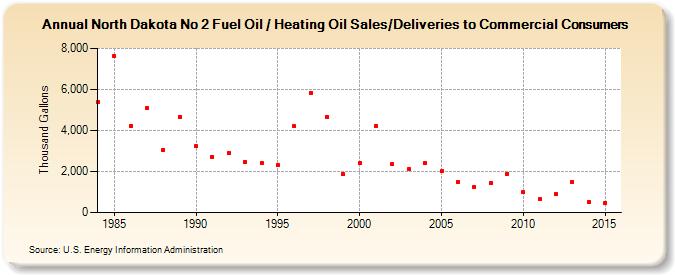 Annual North Dakota No 2 Fuel Oil / Heating Oil Sales/Deliveries to Commercial Consumers
Thousand Gallons
8,000
6,000
4,000
2,000
0
1985 1990 1995 2000 2005 2010 2015
Source: U.S. Energy Information Administration